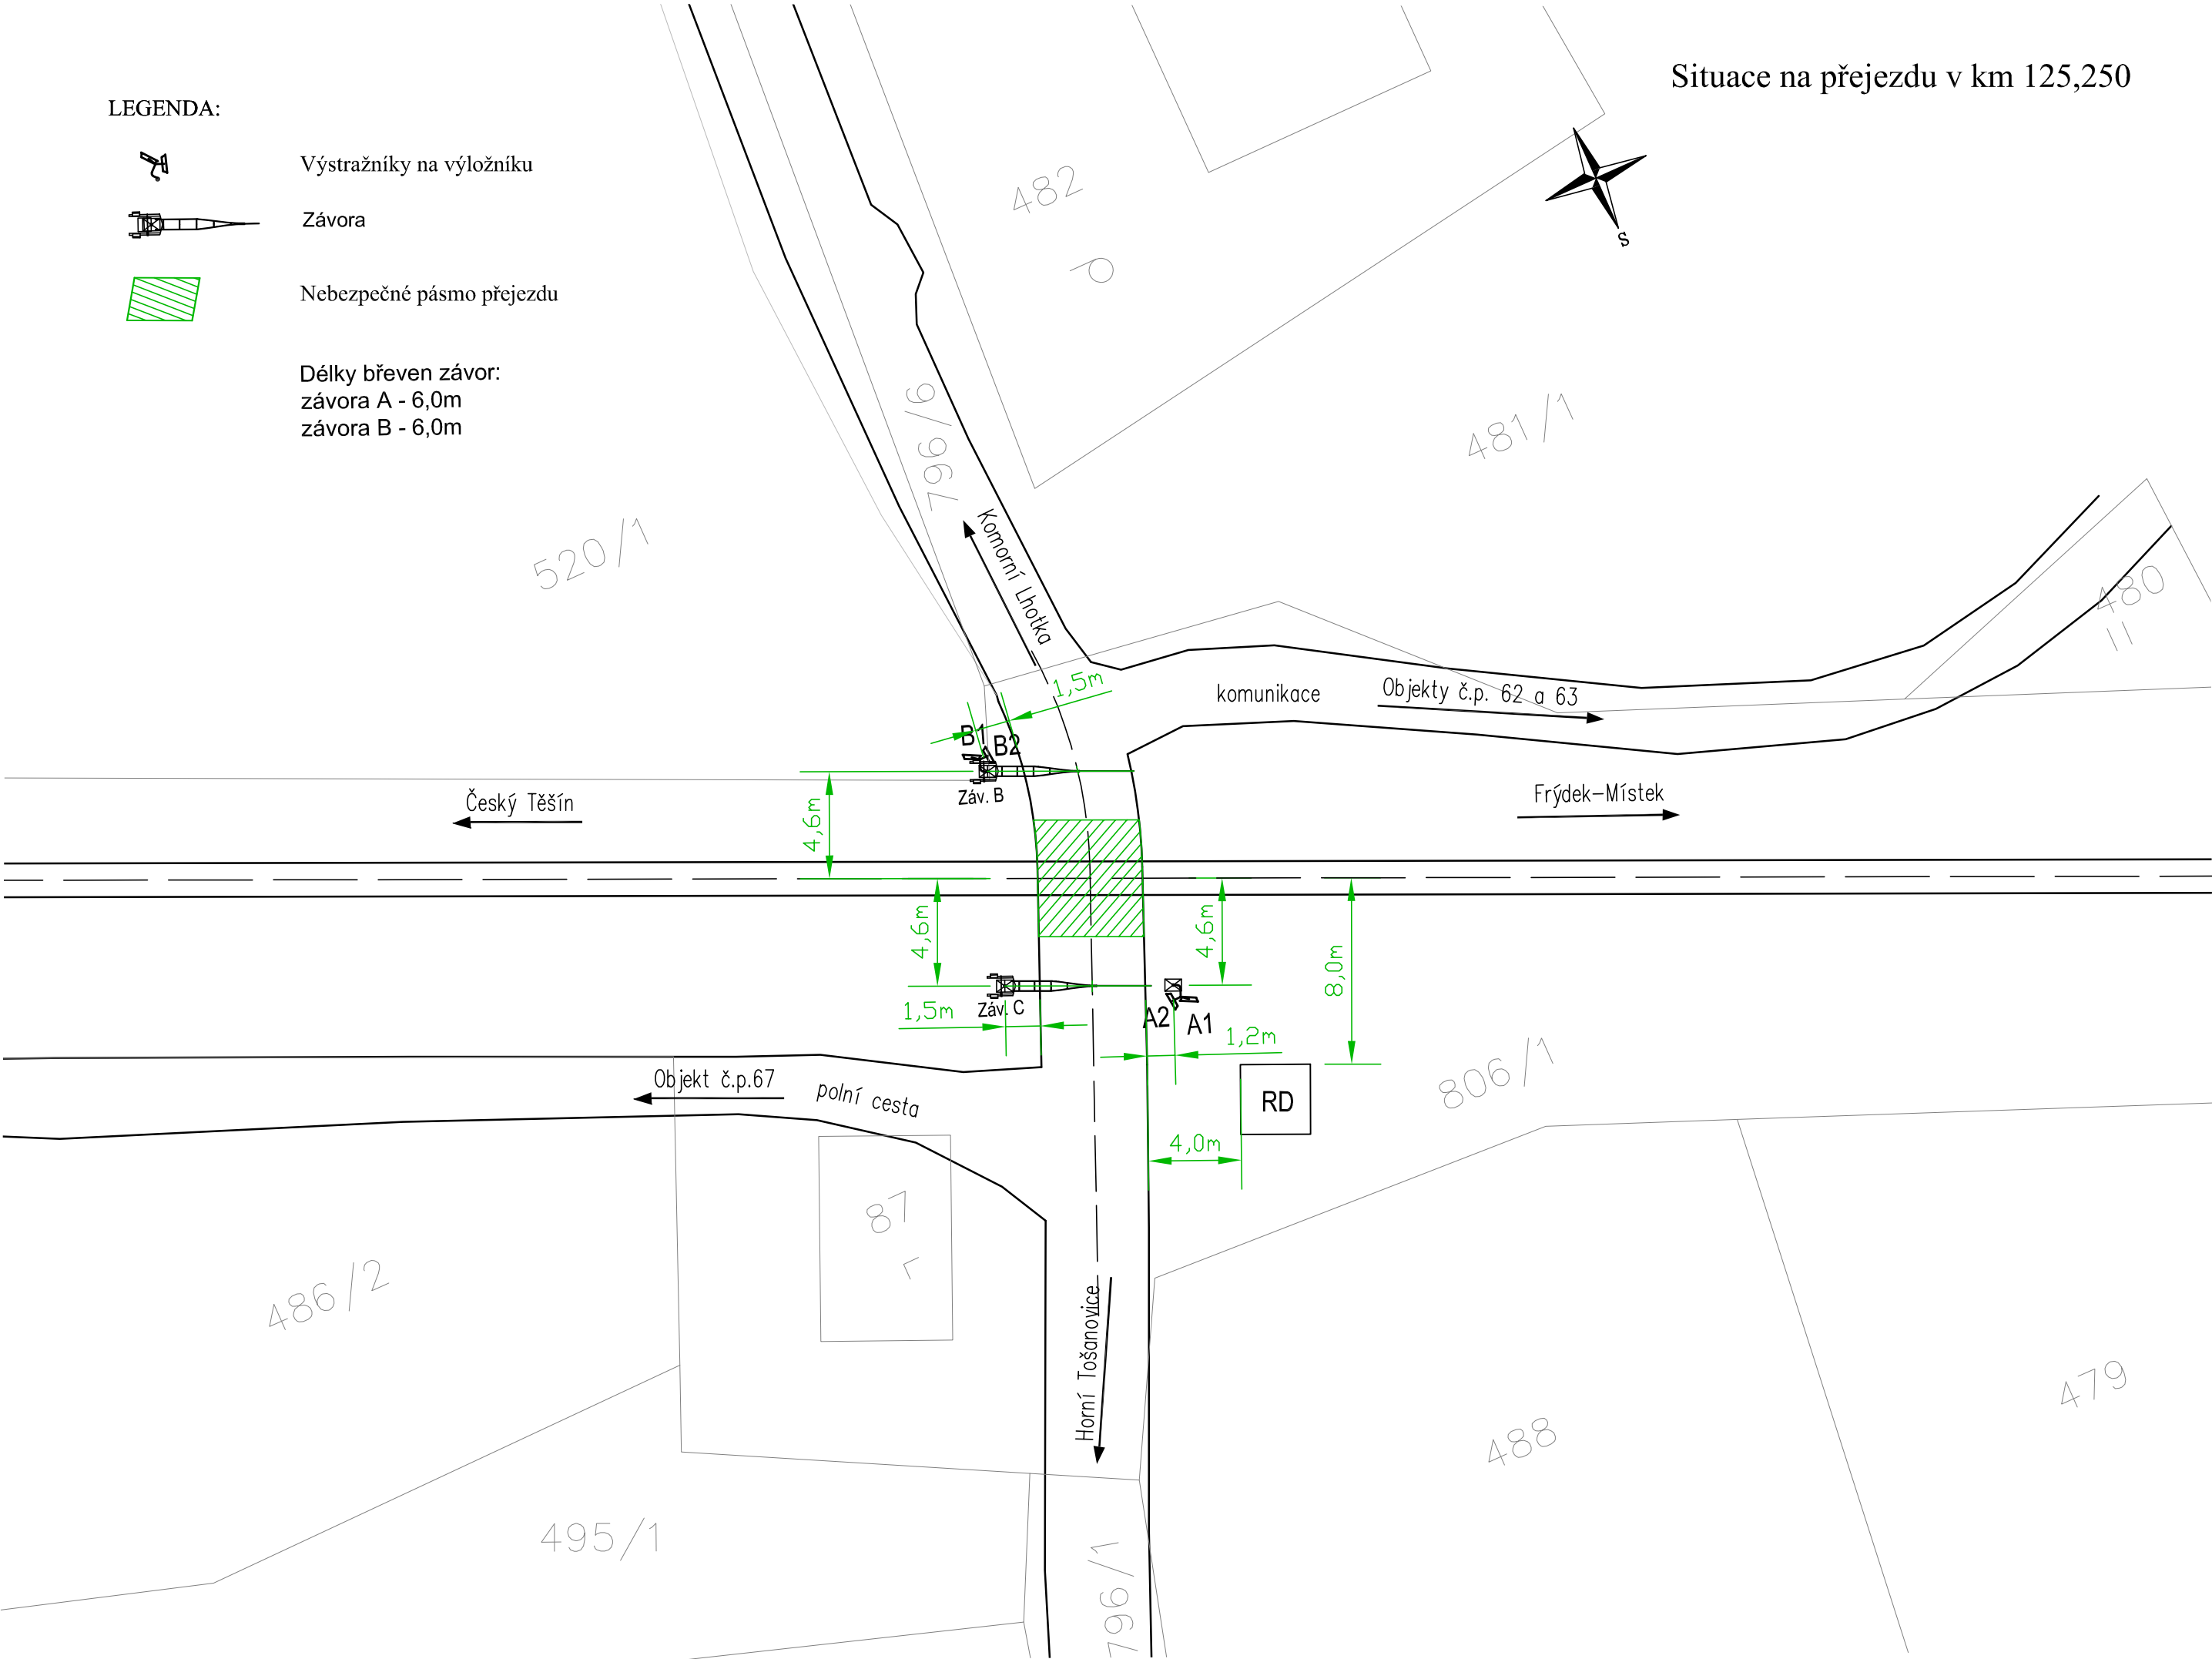 Situace na přejezdu v km 125,250
LEGENDA:
Výstražníky na výložníku
Závora
Nebezpečné pásmo přejezdu
Délky břeven závor:
závora A - 6,0m
závora B - 6,0m
S
482
481/1
480
520/1
796/6
Komorní Lhotka
1,5m
komunikace
Objekty č.p. 62 a 63
B1
B2
Záv. B
Český Těšín
4,6m
Frýdek-Místek
4,6m
4,6m
8,0m
Záv. C
1,5m
A2
A1
1,2m
RD
806/1
Objekt č.p.67
polní cesta
4,0m
87
486/2
Horní Tošanovice
479
488
495/1
796/1